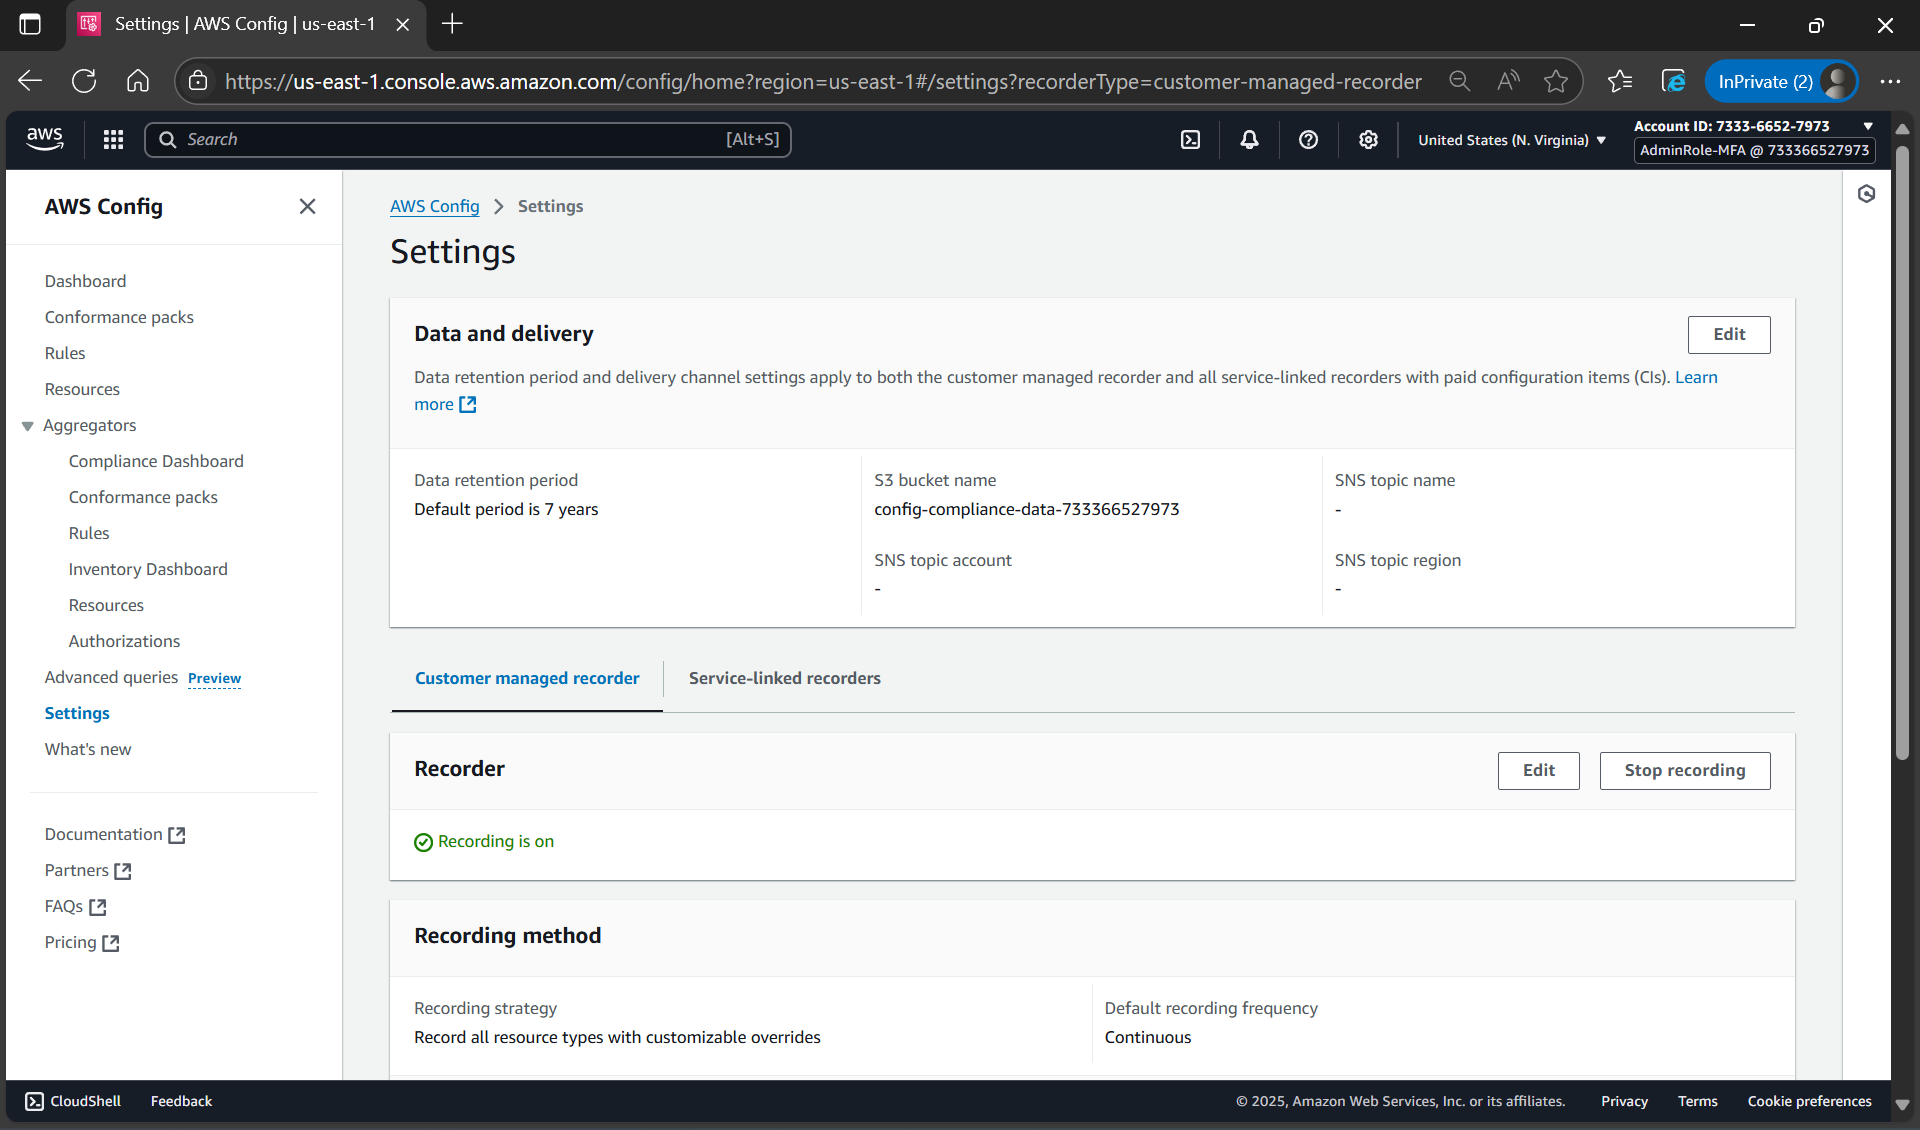 Settings | AWS Config | us-east-1
https://us-east-1.console.aws.amazon.com/config/home?region=us-east-1#/settings?recorderType=customer-managed-recorder
InPrivate (2)
aws
Search
[Alt+S]
United States (N. Virginia)
Account ID: 7333-6652-7973
AdminRole-MFA @ 733366527973
AWS Config
Dashboard
Conformance packs
Rules
Resources
Aggregators
Compliance Dashboard
Conformance packs
Rules
Inventory Dashboard
Resources
Authorizations
Advanced queries Preview
Settings
What's new
Documentation
Partners
FAQs
Pricing
AWS Config > Settings
Settings
Data and delivery
Edit
Data retention period and delivery channel settings apply to both the customer managed recorder and all service-linked recorders with paid configuration items (CIs). Learn
more
Data retention period
Default period is 7 years
S3 bucket name
config-compliance-data-733366527973
SNS topic account
-
SNS topic name
-
SNS topic region
-
Customer managed recorder
Service-linked recorders
Recorder
Edit
Stop recording
Recording is on
Recording method
Recording strategy
Record all resource types with customizable overrides
Default recording frequency
Continuous
CloudShell
Feedback
© 2025, Amazon Web Services, Inc. or its affiliates.
Privacy
Terms
Cookie preferences